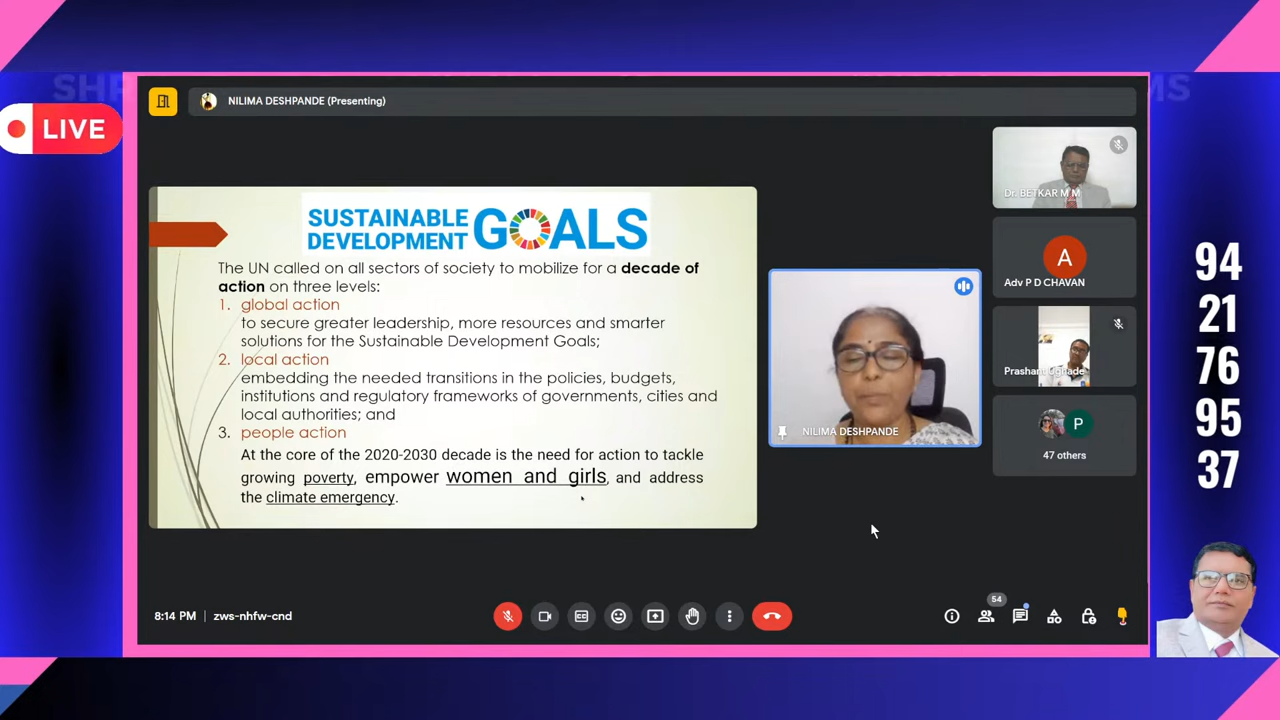 SHR
MS
LIVE
NILIMA DESHPANDE (Presenting)
SUSTAINABLE
DEVELOPMENT
GOALS
The UN called on all sectors of society to mobilize for a decade of
action on three levels:
1. global action
to secure greater leadership, more resources and smarter
solutions for the Sustainable Development Goals;
2. local action
embedding the needed transitions in the policies, budgets,
institutions and regulatory frameworks of governments, cities and
local authorities; and
3. people action
At the core of the 2020-2030 decade is the need for action to tackle
growing poverty, empower women and girls, and address
the climate emergency.
NILIMA DESHPANDE
Dr. BETKAR M M
A
Adv P D CHAVAN
Prashant
P
47 others
94
21
76
95
37
8:14 PM | zws-nhfw-cnd
54